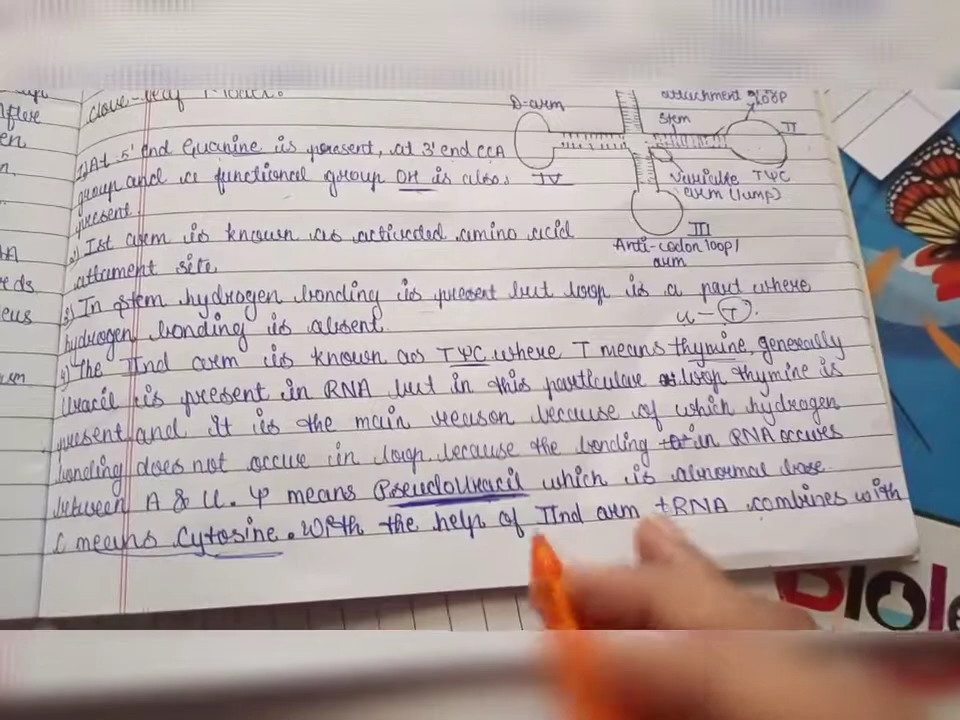 D-arm
attachment loop
stem
II
IV
variable TΨC
arm (lump)
III
Anti-codon loop/
arm
1) At 5' end Guanine is present, at 3' end CCA
group and a functional group OH is also
present.
2) Ist arm is known as activeded amino acid
attament site.
3) In stem hydrogen bonding is present but loop is a part where
hydrogen bonding is absent.
u - T.
4) The IInd arm is known as TΨC where T means thymine, generally
Uracil is present in RNA but in this particular loop thymine is
present and it is the main reason because of which hydrogen
bonding does not occur in loop because the bonding in RNA occurs
between A & U. Ψ means Pseudouracil which is abnormal base
C means Cytosine. With the help of IInd arm tRNA combines with
eds
eus